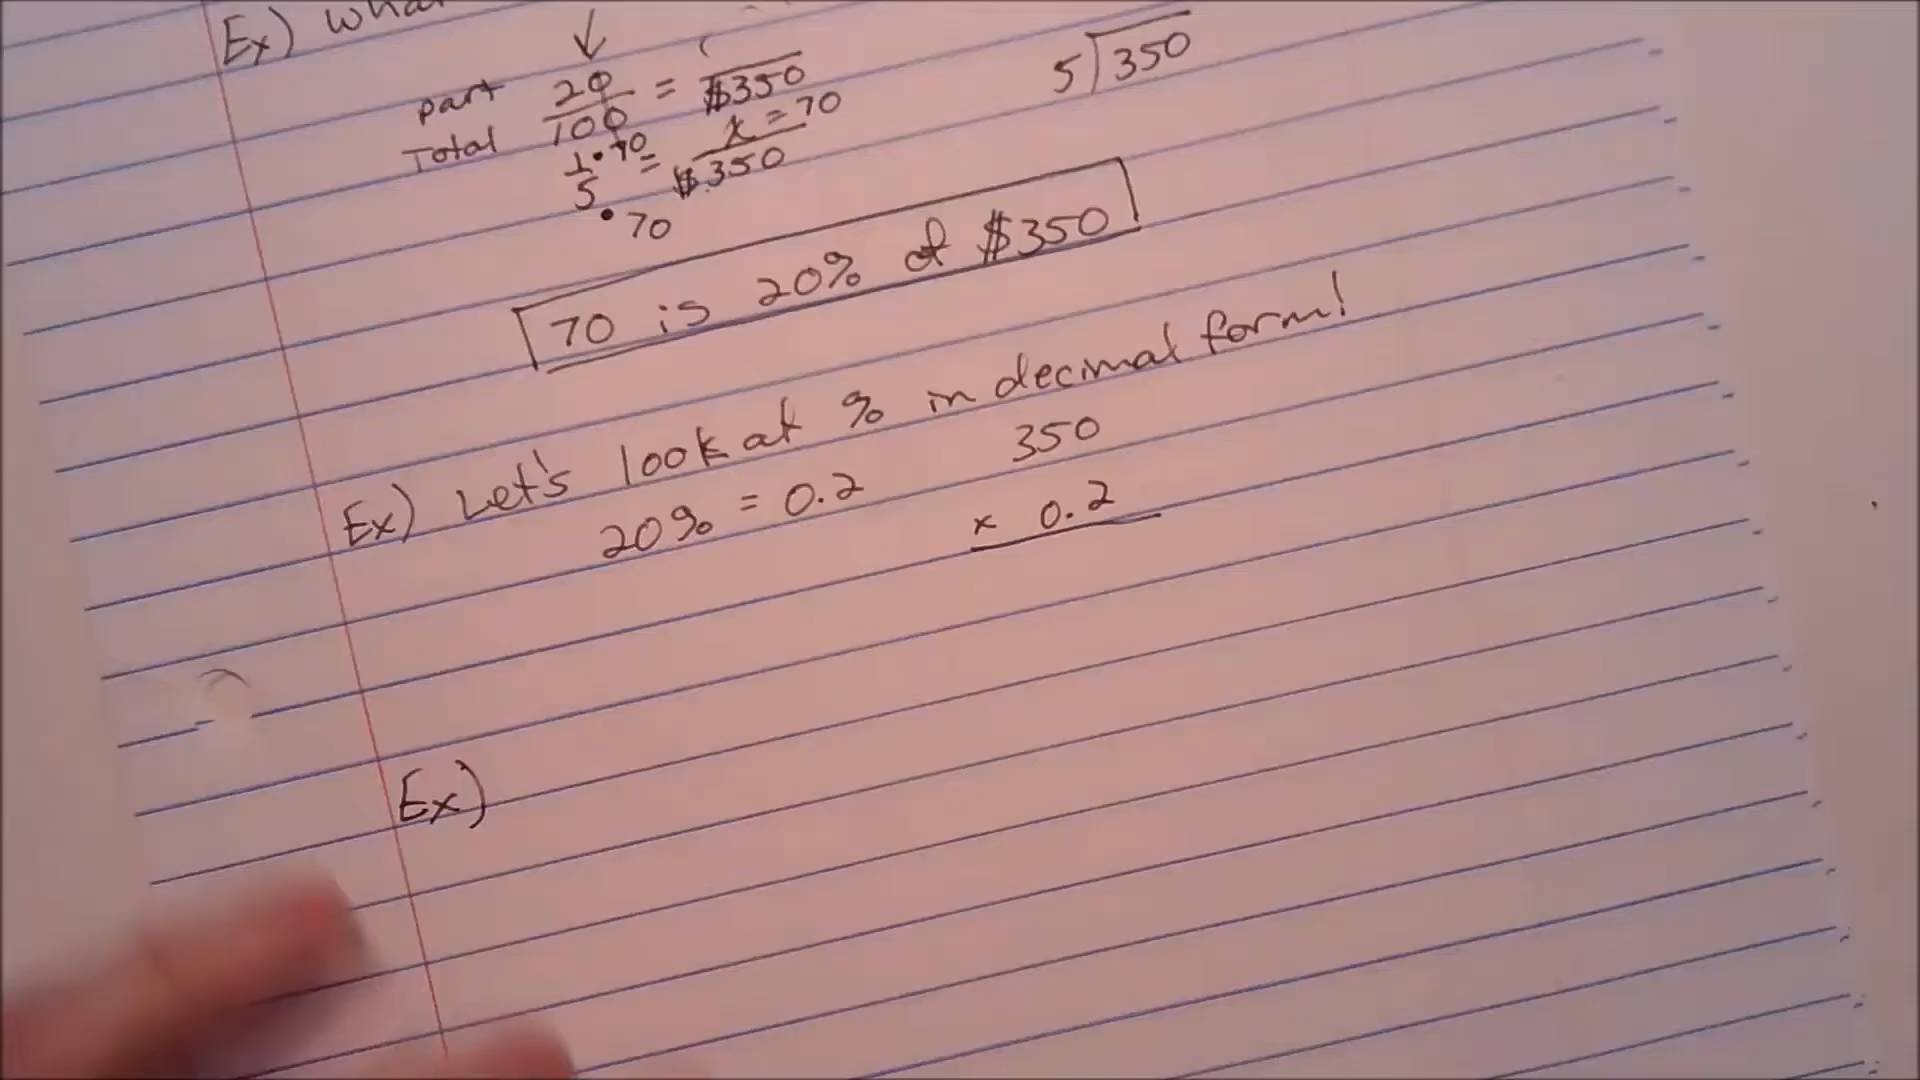 Ex) wha
part 20/100 = /$350
Total
1/5 • 70 = x = 70/$350
• 70
5)350
70 is 20% of $350
Ex) Let's look at % in decimal form!
20% = 0.2
350
x 0.2
Ex)